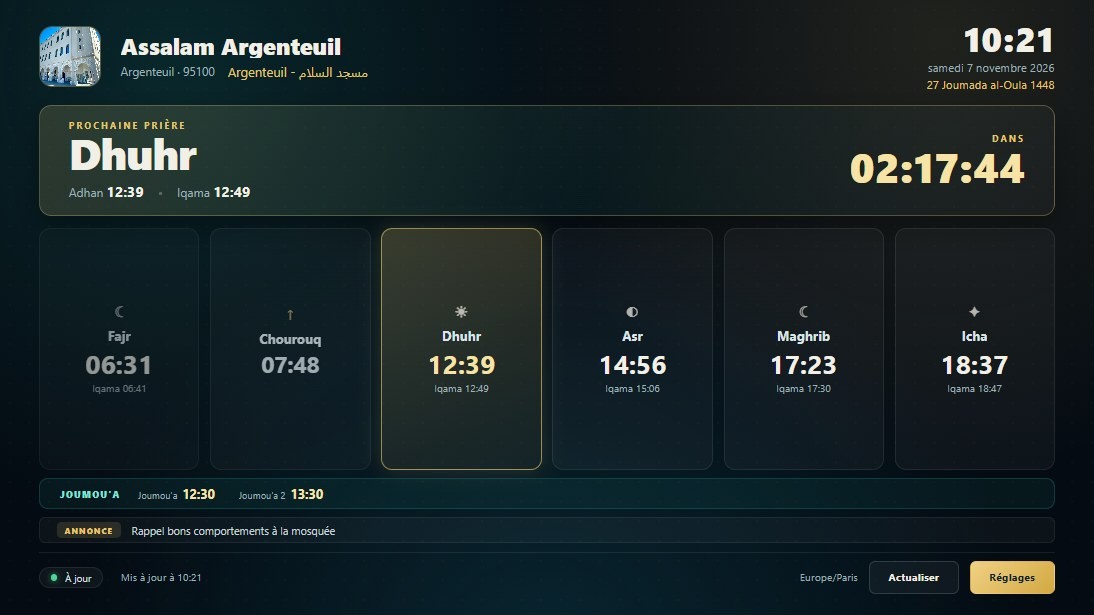 Assalam Argenteuil
Argenteuil · 95100 Argenteuil - مسجد السلام
10:21
samedi 7 novembre 2026
27 Joumada al-Oula 1448
PROCHAINE PRIÈRE
Dhuhr
Adhan 12:39 • Iqama 12:49
DANS
02:17:44
Fajr
06:31
Iqama 06:41
Chourouq
07:48
Dhuhr
12:39
Iqama 12:49
Asr
14:56
Iqama 15:06
Maghrib
17:23
Iqama 17:30
Icha
18:37
Iqama 18:47
JOUMOU'A Joumou'a 12:30 Joumou'a 2 13:30
ANNONCE Rappel bons comportements à la mosquée
À jour Mis à jour à 10:21
Europe/Paris Actualiser Réglages